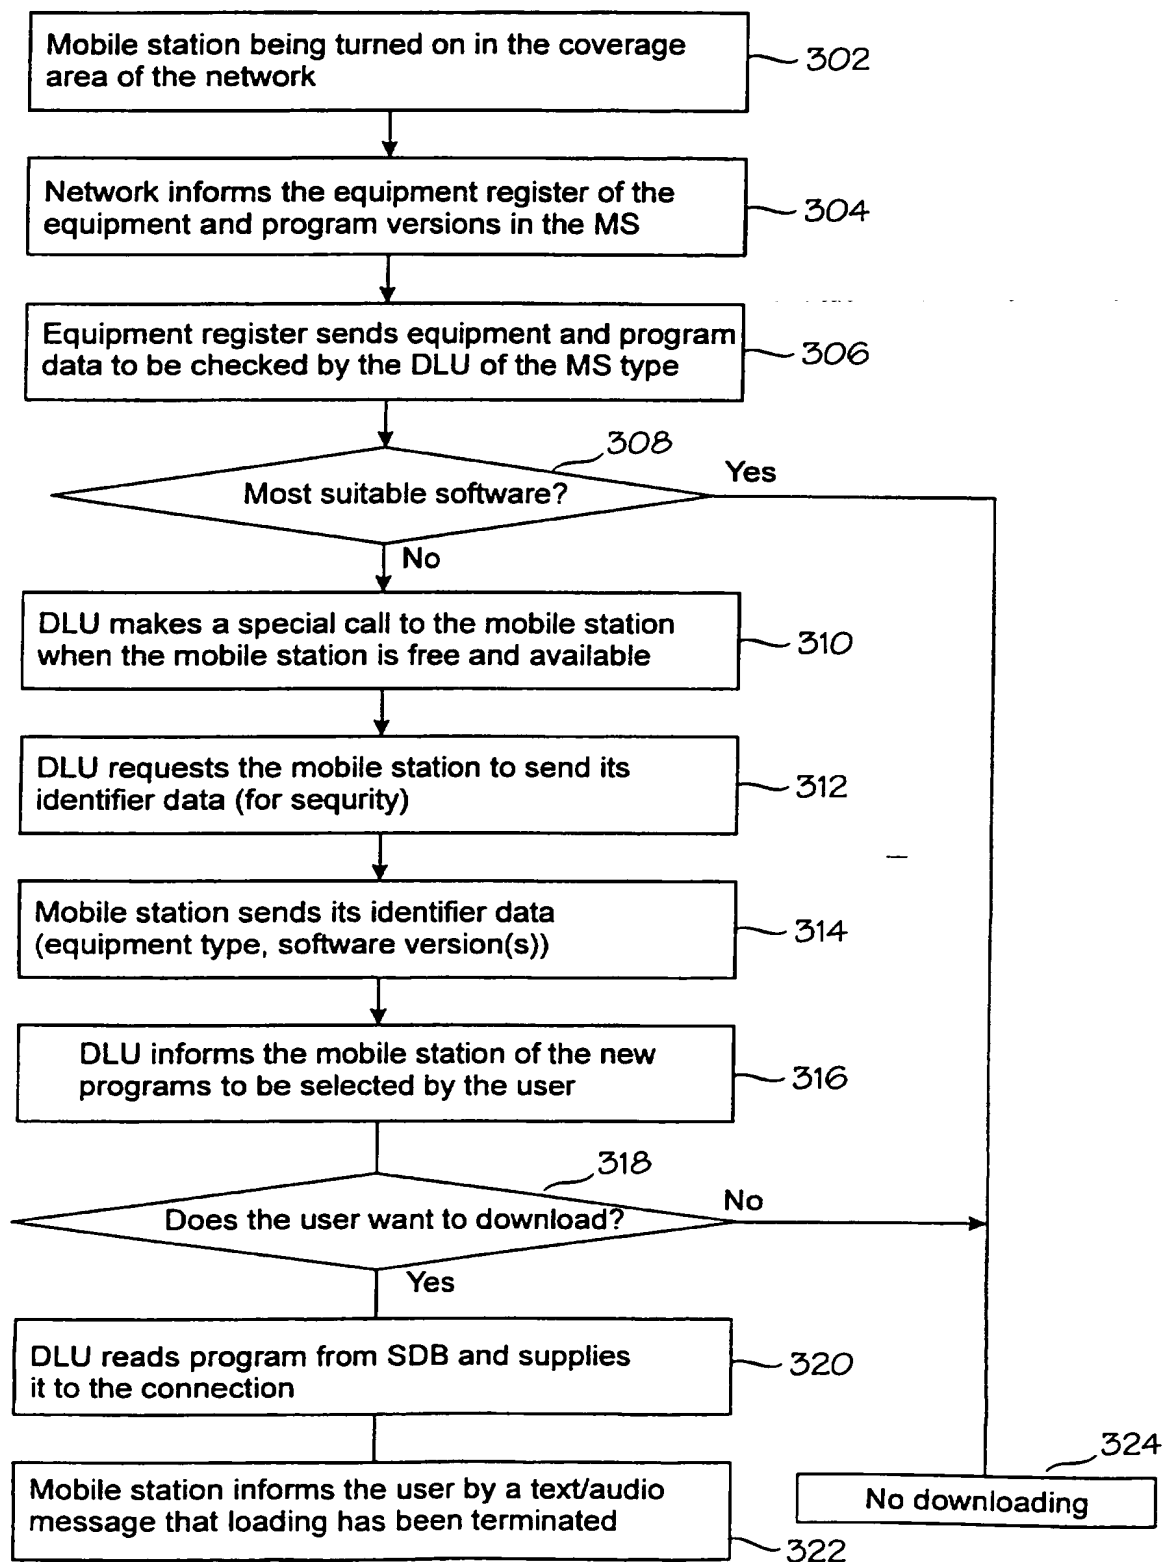 Mobile station being turned on in the coverage
area of the network
302
Network informs the equipment register of the
equipment and program versions in the MS
304
Equipment register sends equipment and program
data to be checked by the DLU of the MS type
306
308
Most suitable software?
Yes
No
DLU makes a special call to the mobile station
when the mobile station is free and available
310
DLU requests the mobile station to send its
identifier data (for sequrity)
312
Mobile station sends its identifier data
(equipment type, software version(s))
314
DLU informs the mobile station of the new
programs to be selected by the user
316
318
Does the user want to download?
No
Yes
DLU reads program from SDB and supplies
it to the connection
320
Mobile station informs the user by a text/audio
message that loading has been terminated
322
324
No downloading